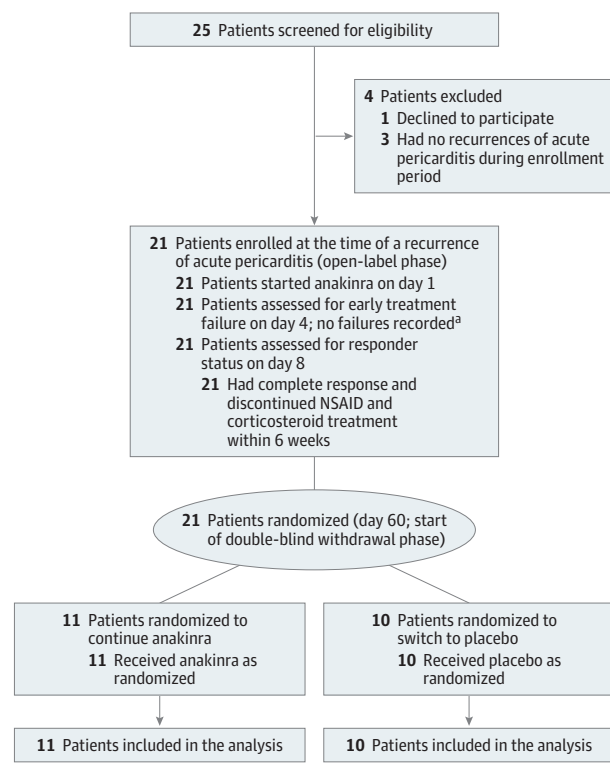 25 Patients screened for eligibility
4 Patients excluded
1 Declined to participate
3 Had no recurrences of acute
pericarditis during enrollment
period
21 Patients enrolled at the time of a recurrence
of acute pericarditis (open-label phase)
21 Patients started anakinra on day 1
21 Patients assessed for early treatment
failure on day 4; no failures recordedᵃ
21 Patients assessed for responder
status on day 8
21 Had complete response and
discontinued NSAID and
corticosteroid treatment
within 6 weeks
21 Patients randomized (day 60; start
of double-blind withdrawal phase)
11 Patients randomized to
continue anakinra
11 Received anakinra as
randomized
10 Patients randomized to
switch to placebo
10 Received placebo as
randomized
11 Patients included in the analysis
10 Patients included in the analysis